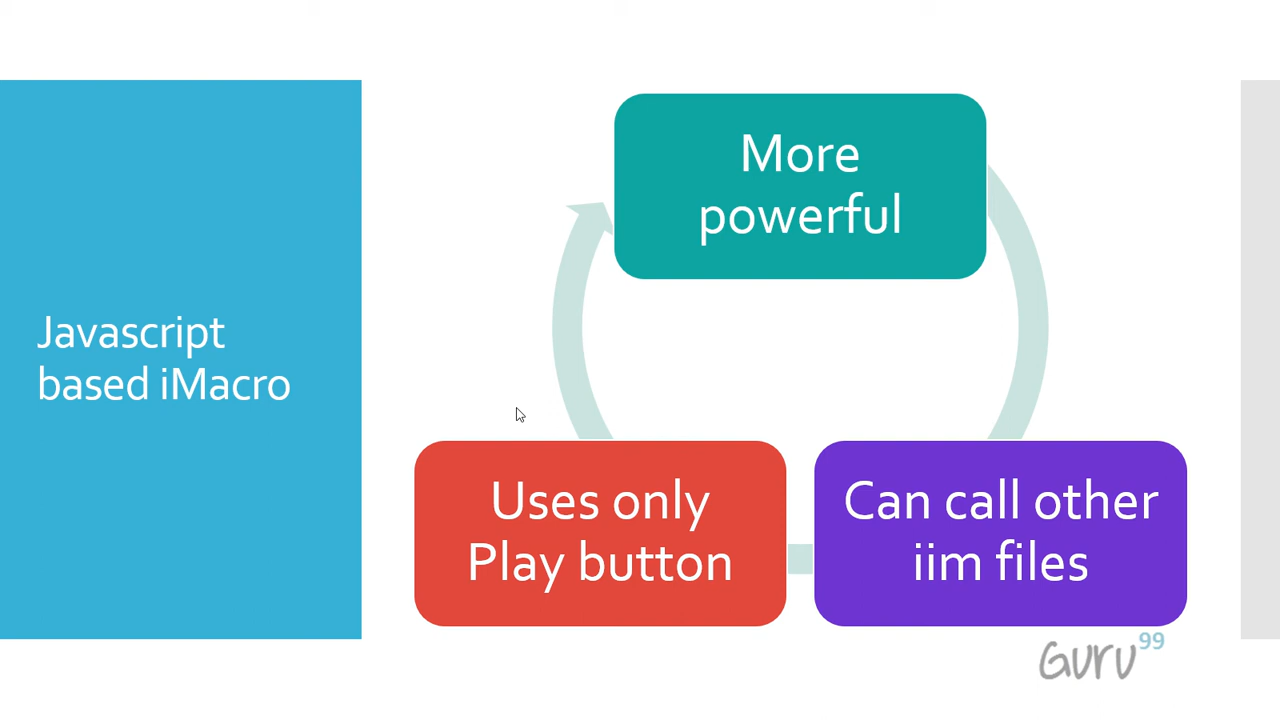 Javascript
based iMacro
More
powerful
Uses only
Play button
Can call other
iim files
Guru99